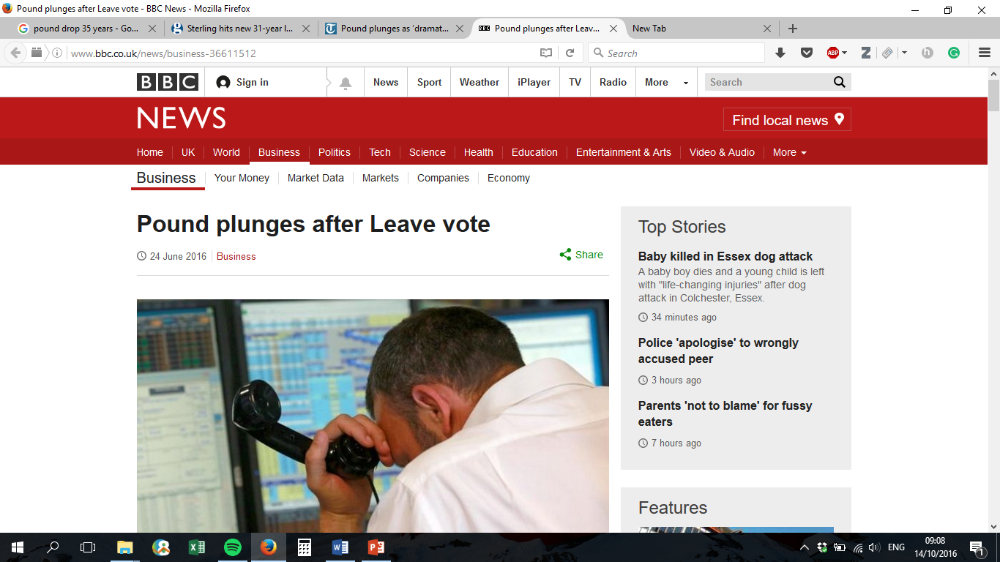 Pound plunges after Leave vote - BBC News - Mozilla Firefox
pound drop 35 years - Go...
Sterling hits new 31-year l...
Pound plunges as 'dramat...
BBC Pound plunges after Leav...
New Tab
www.bbc.co.uk/news/business-36611512
Search
ABP
BBC
Sign in
News
Sport
Weather
iPlayer
TV
Radio
More
Search
NEWS
Find local news
Home
UK
World
Business
Politics
Tech
Science
Health
Education
Entertainment & Arts
Video & Audio
More
Business
Your Money
Market Data
Markets
Companies
Economy
Pound plunges after Leave vote
24 June 2016
Business
Share
Top Stories
Baby killed in Essex dog attack
A baby boy dies and a young child is left
with "life-changing injuries" after dog
attack in Colchester, Essex.
34 minutes ago
Police 'apologise' to wrongly
accused peer
3 hours ago
Parents 'not to blame' for fussy
eaters
7 hours ago
Features
ENG
09:08
14/10/2016
1